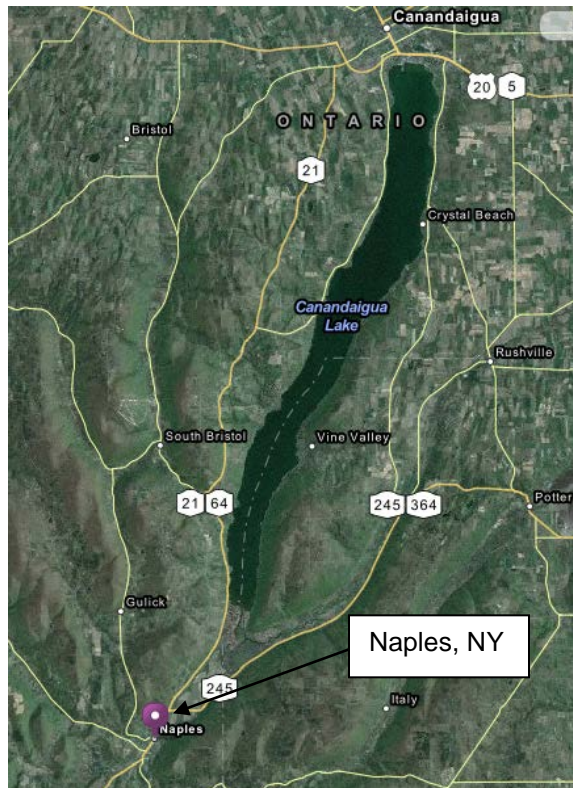 Canandaigua
20 5
ONTARIO
Bristol
21
Crystal Beach
Canandaigua
Lake
Rushville
South Bristol
Vine Valley
21 64
245 364
Potter
Gulick
Naples, NY
245
Italy
Naples